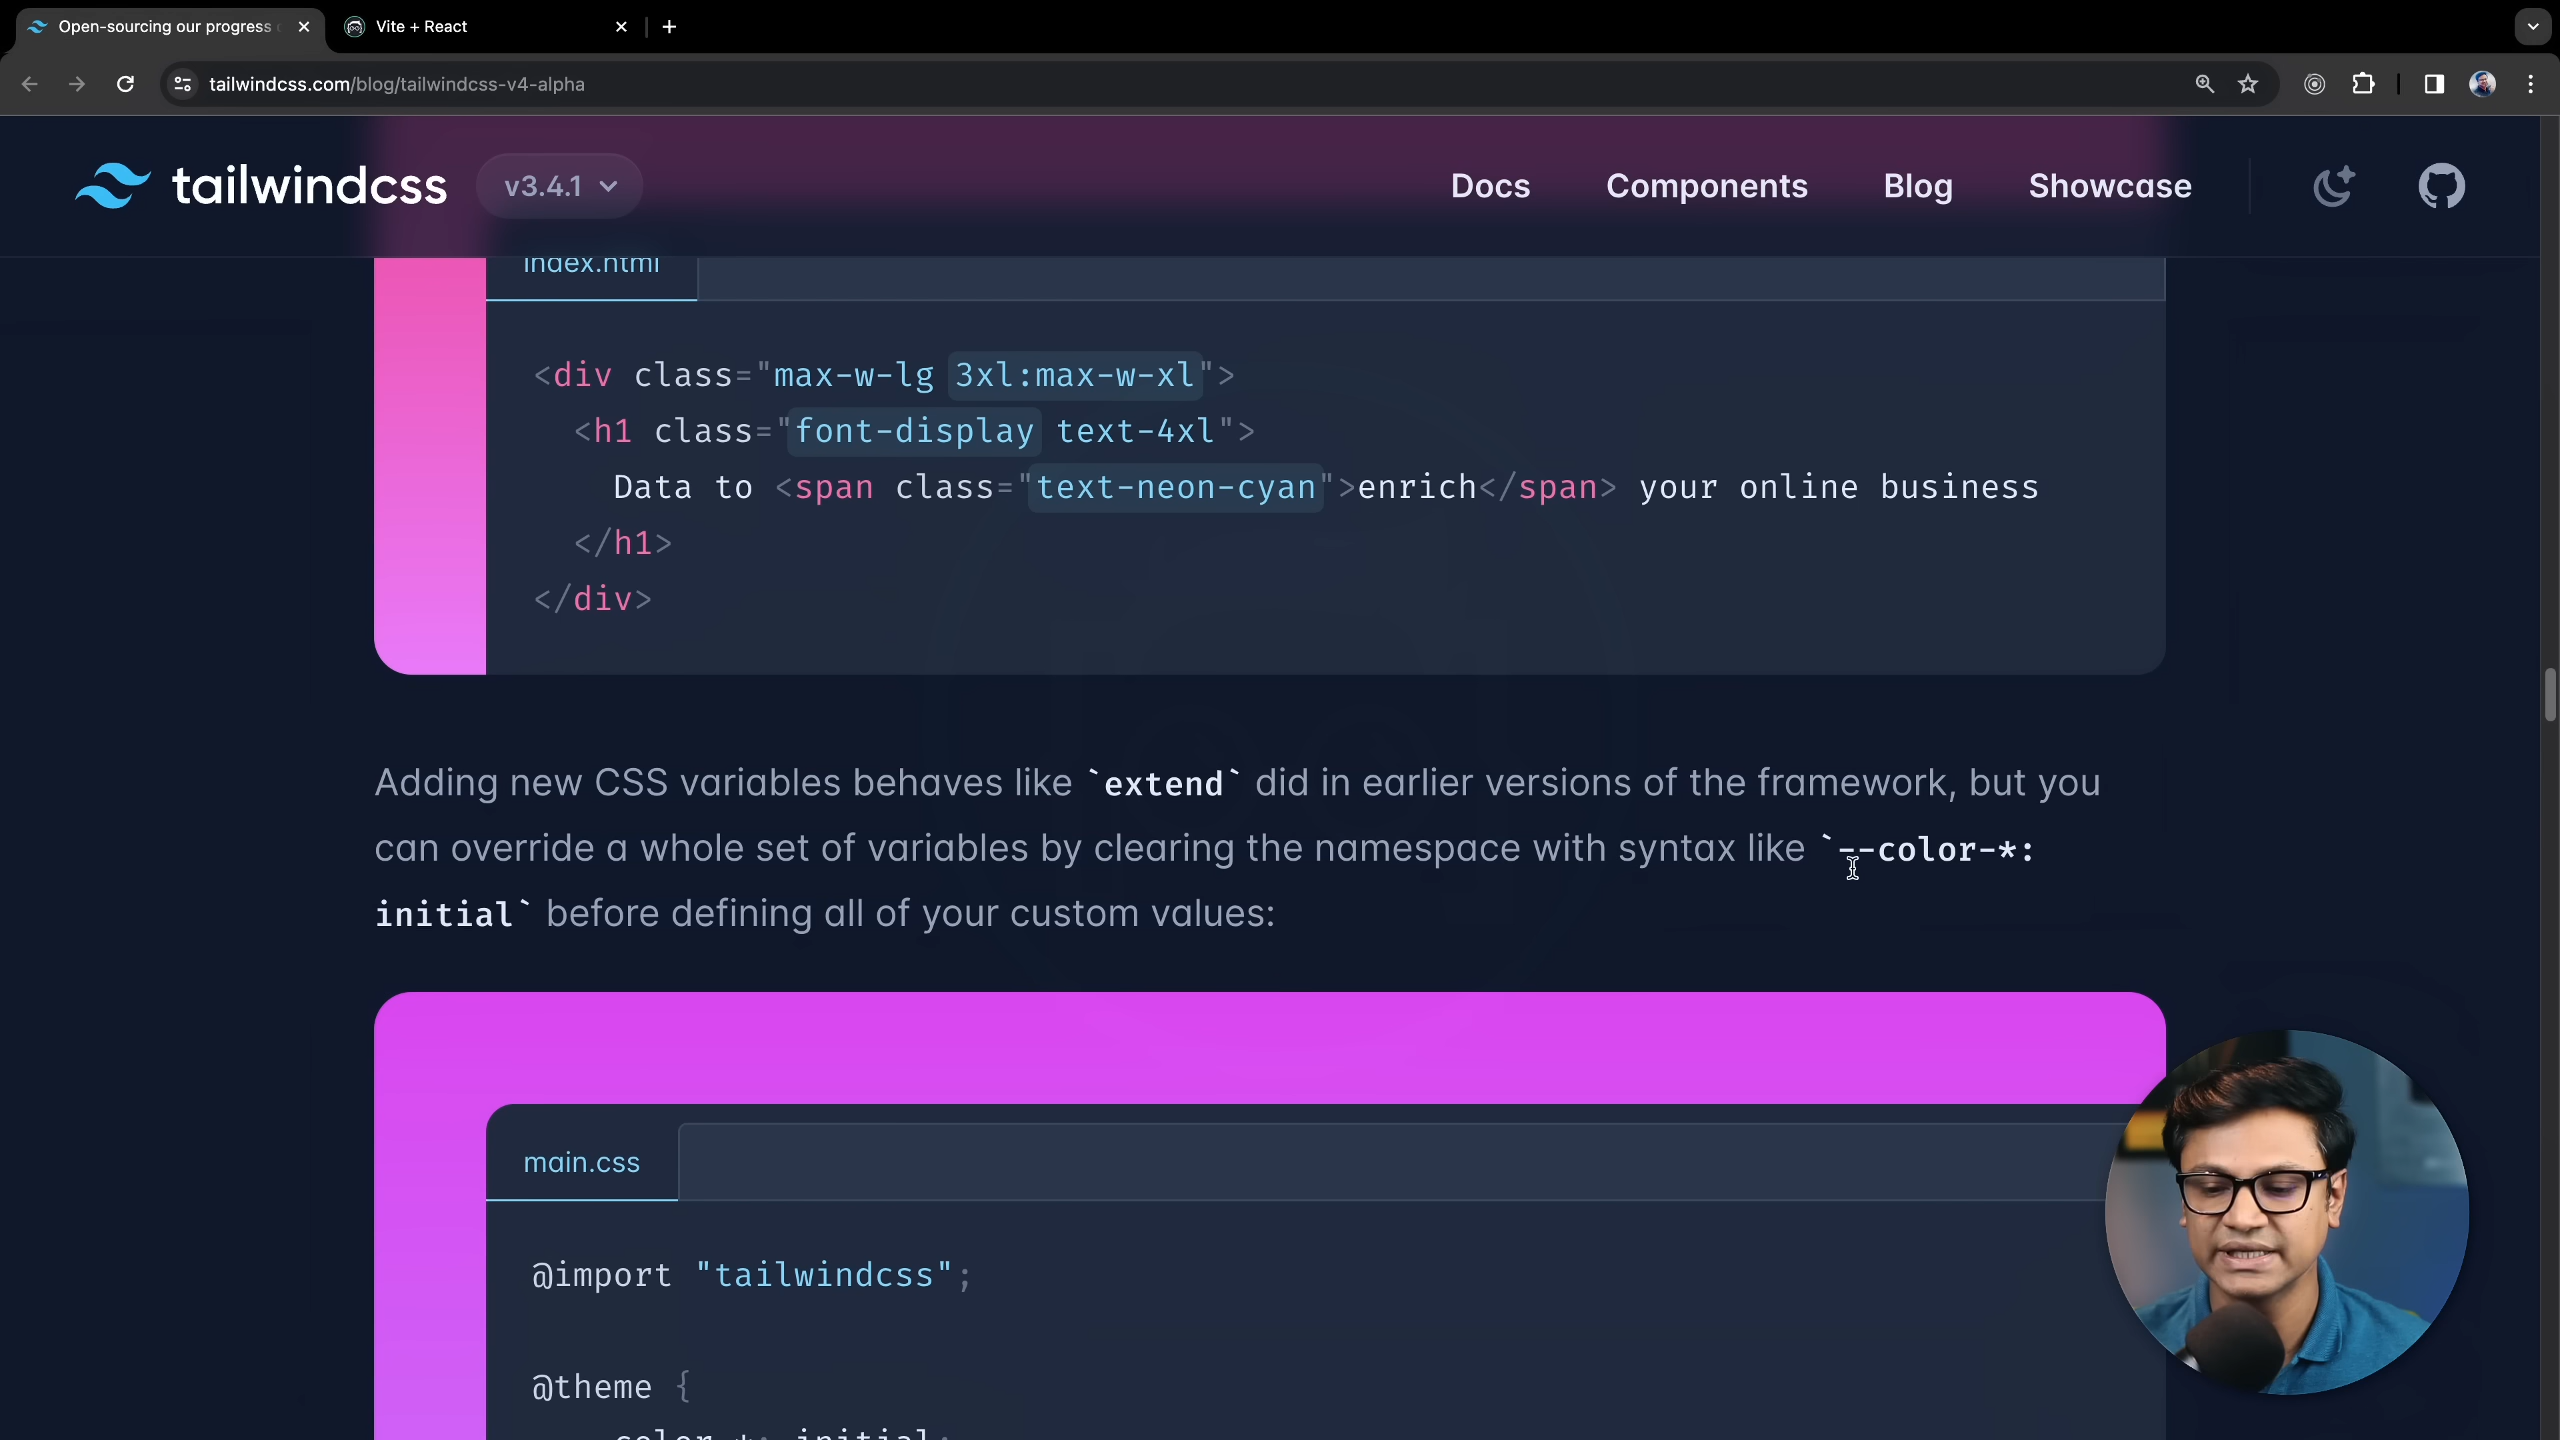 Open-sourcing our progress
Vite + React
tailwindcss.com/blog/tailwindcss-v4-alpha
tailwindcss
v3.4.1
Docs
Components
Blog
Showcase
index.html
<div class="max-w-lg 3xl:max-w-xl">
<h1 class="font-display text-4xl">
Data to <span class="text-neon-cyan">enrich</span> your online business
</h1>
</div>
Adding new CSS variables behaves like `extend` did in earlier versions of the framework, but you
can override a whole set of variables by clearing the namespace with syntax like `--color-*:
initial` before defining all of your custom values:
main.css
@import "tailwindcss";
@theme {
color-*: initial;